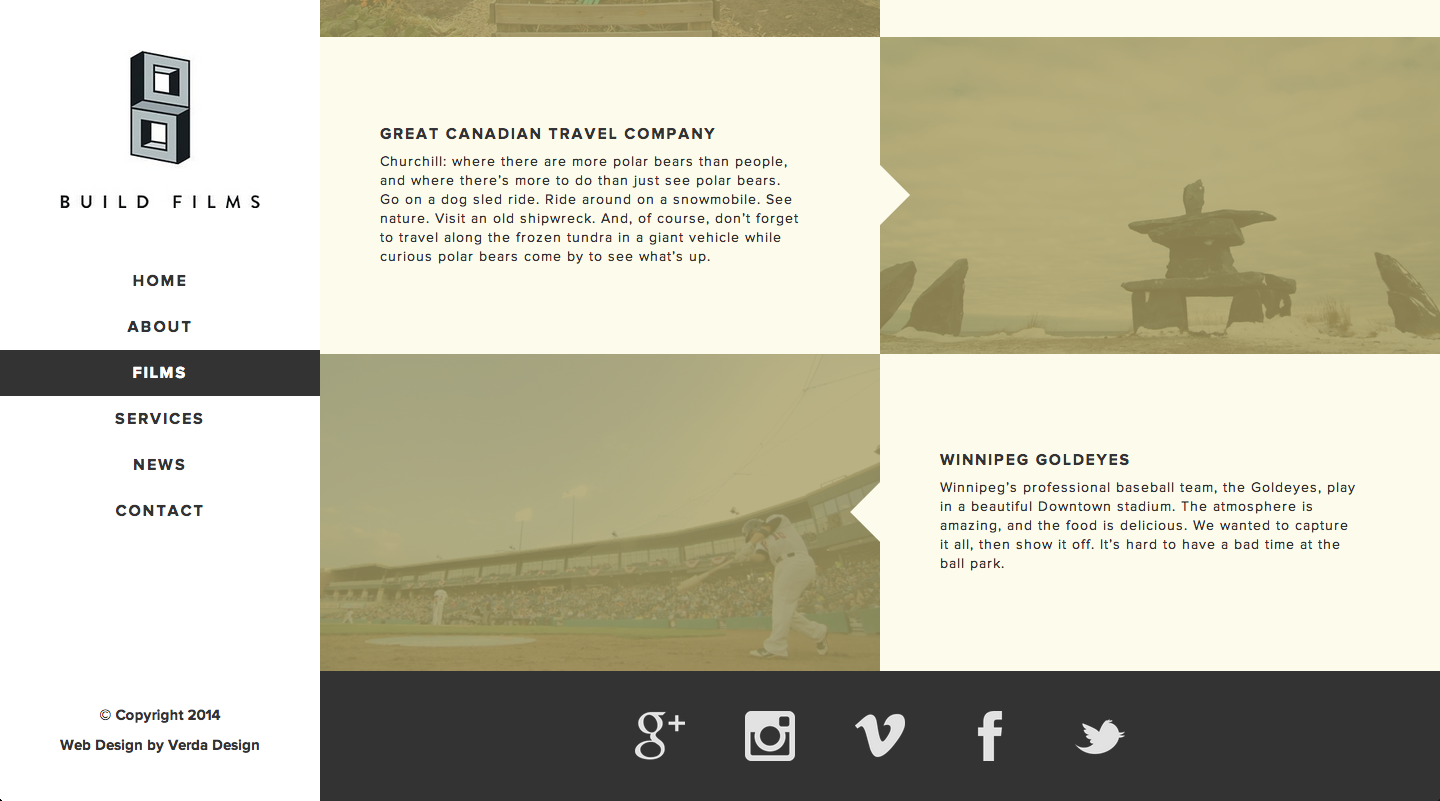 BUILD FILMS
HOME
ABOUT
FILMS
SERVICES
NEWS
CONTACT
© Copyright 2014
Web Design by Verda Design
GREAT CANADIAN TRAVEL COMPANY
Churchill: where there are more polar bears than people,
and where there's more to do than just see polar bears.
Go on a dog sled ride. Ride around on a snowmobile. See
nature. Visit an old shipwreck. And, of course, don't forget
to travel along the frozen tundra in a giant vehicle while
curious polar bears come by to see what's up.
WINNIPEG GOLDEYES
Winnipeg's professional baseball team, the Goldeyes, play
in a beautiful Downtown stadium. The atmosphere is
amazing, and the food is delicious. We wanted to capture
it all, then show it off. It's hard to have a bad time at the
ball park.
g+